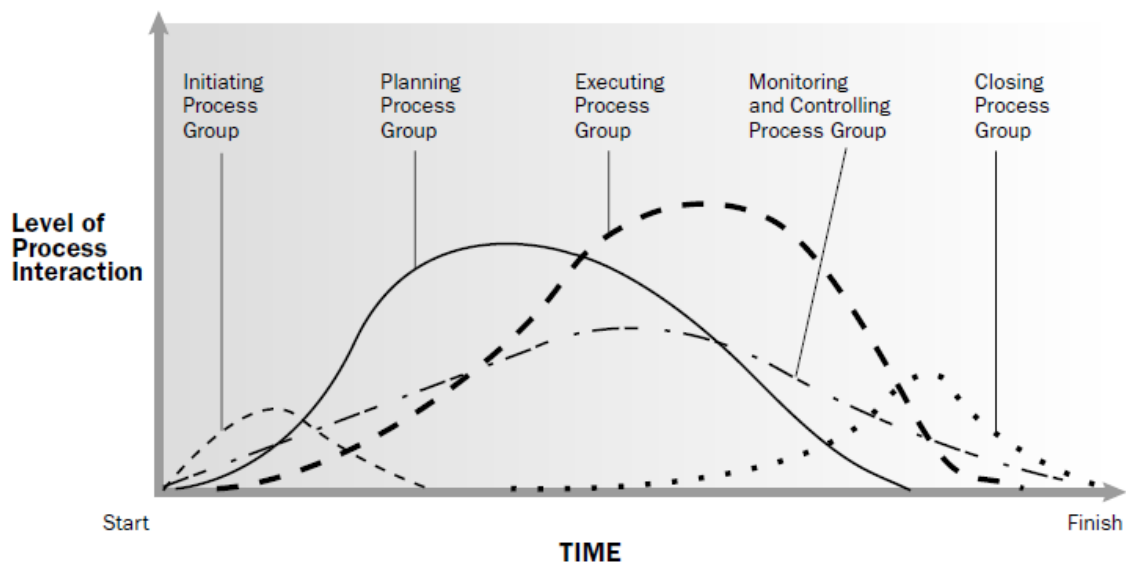 Initiating
Process
Group
Planning
Process
Group
Executing
Process
Group
Monitoring
and Controlling
Process Group
Closing
Process
Group
Level of
Process
Interaction
Start
Finish
TIME